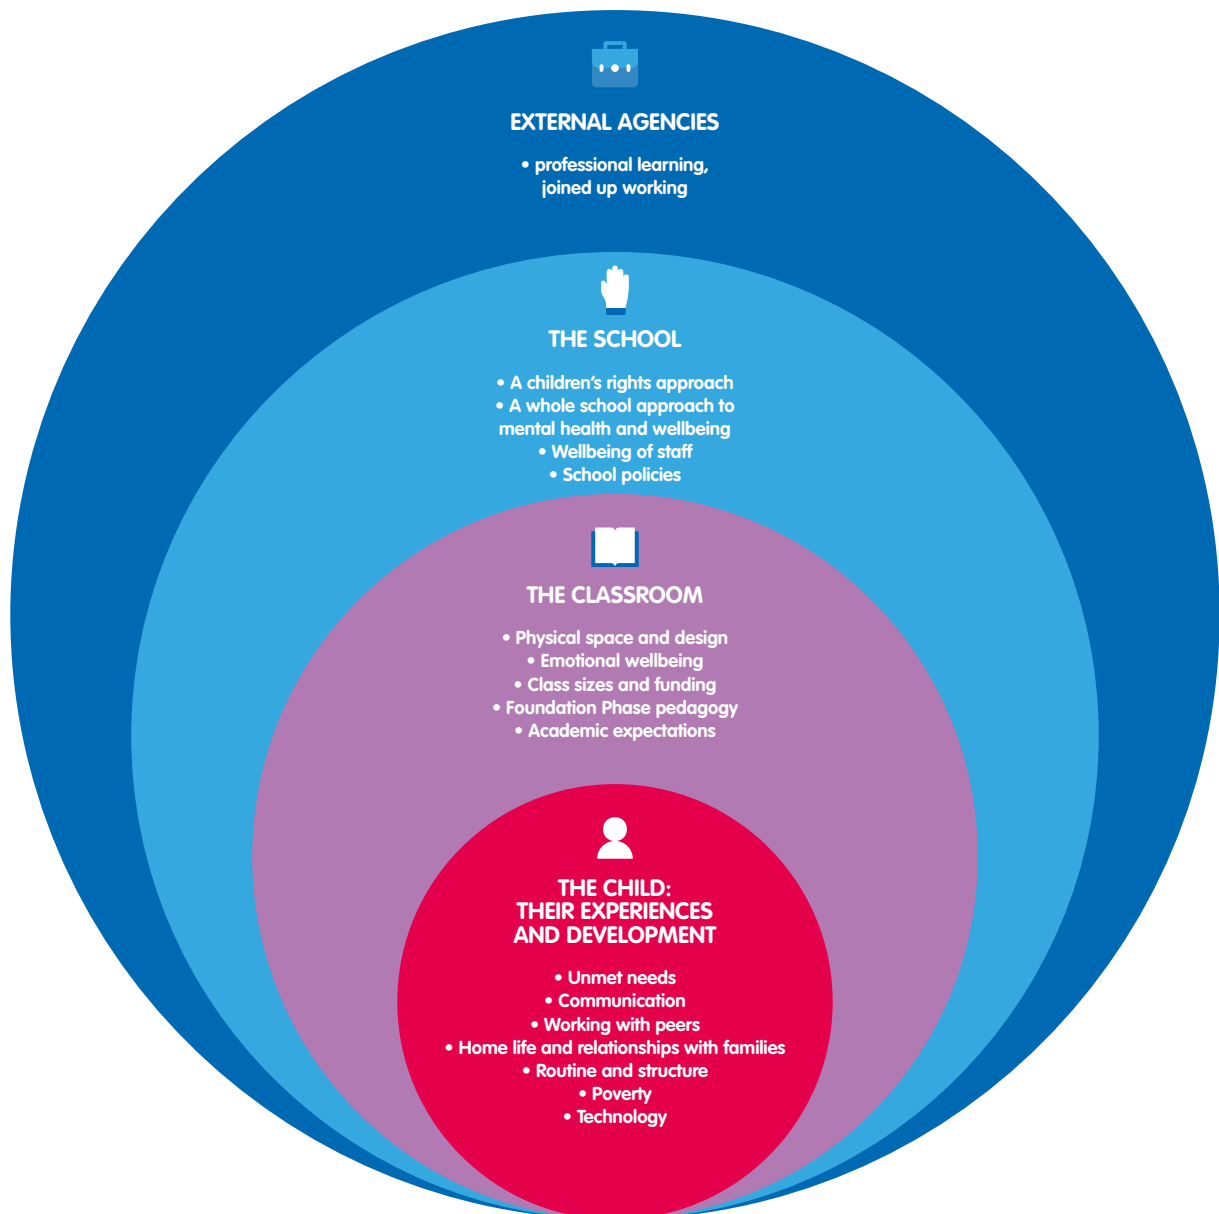 EXTERNAL AGENCIES
• professional learning,
joined up working
THE SCHOOL
• A children’s rights approach
• A whole school approach to
mental health and wellbeing
• Wellbeing of staff
• School policies
THE CLASSROOM
• Physical space and design
• Emotional wellbeing
• Class sizes and funding
• Foundation Phase pedagogy
• Academic expectations
THE CHILD:
THEIR EXPERIENCES
AND DEVELOPMENT
• Unmet needs
• Communication
• Working with peers
• Home life and relationships with families
• Routine and structure
• Poverty
• Technology